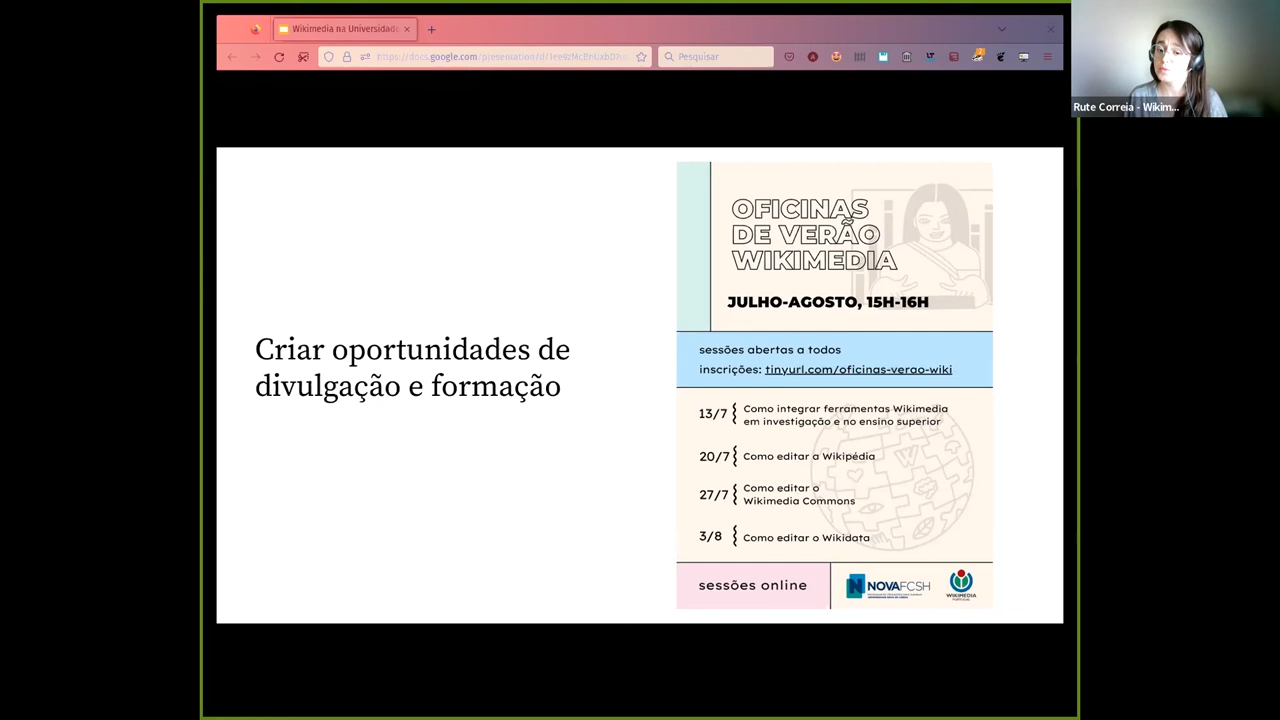 Wikimedia na Universidade
Pesquisar
Rute Correia - Wikim...
Criar oportunidades de
divulgação e formação
OFICINAS
DE VERÃO
WIKIMEDIA
JULHO-AGOSTO, 15H-16H
sessões abertas a todos
inscrições: tinyurl.com/oficinas-verao-wiki
13/7 Como integrar ferramentas Wikimedia
em investigação e no ensino superior
20/7 Como editar a Wikipédia
27/7 Como editar o
Wikimedia Commons
3/8 Como editar o Wikidata
sessões online
NOVAFCSH
WIKIMEDIA
PORTUGAL